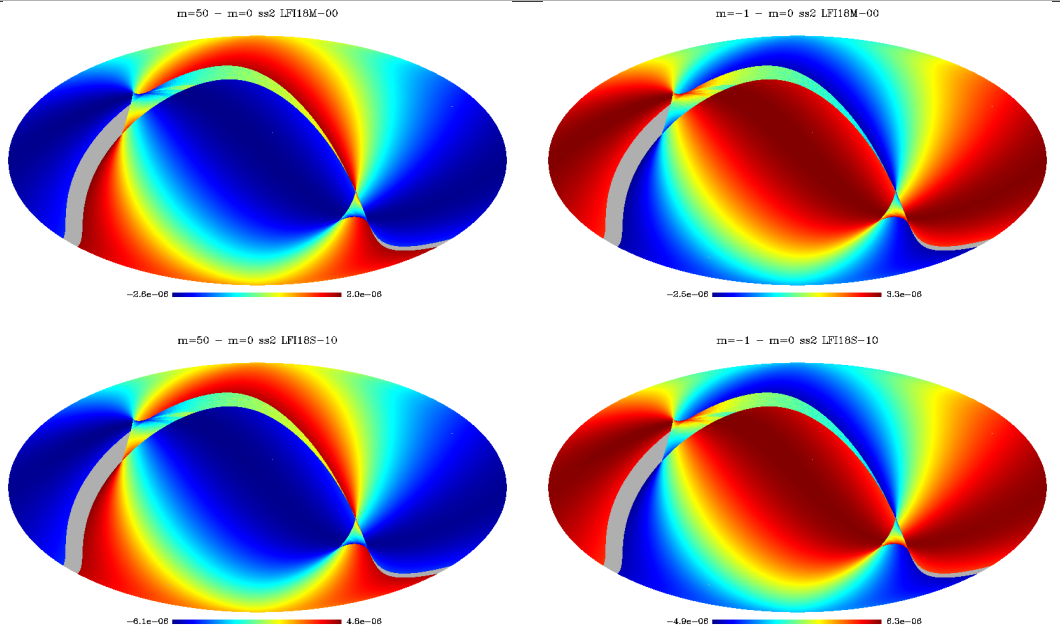 m=50 - m=0 ss2 LFI18M-00
m=-1 - m=0 ss2 LFI18M-00
-2.6e-06 2.0e-06
-2.5e-06 3.3e-06
m=50 - m=0 ss2 LFI18S-10
m=-1 - m=0 ss2 LFI18S-10
-6.1e-06 4.8e-06
-4.9e-06 6.3e-06